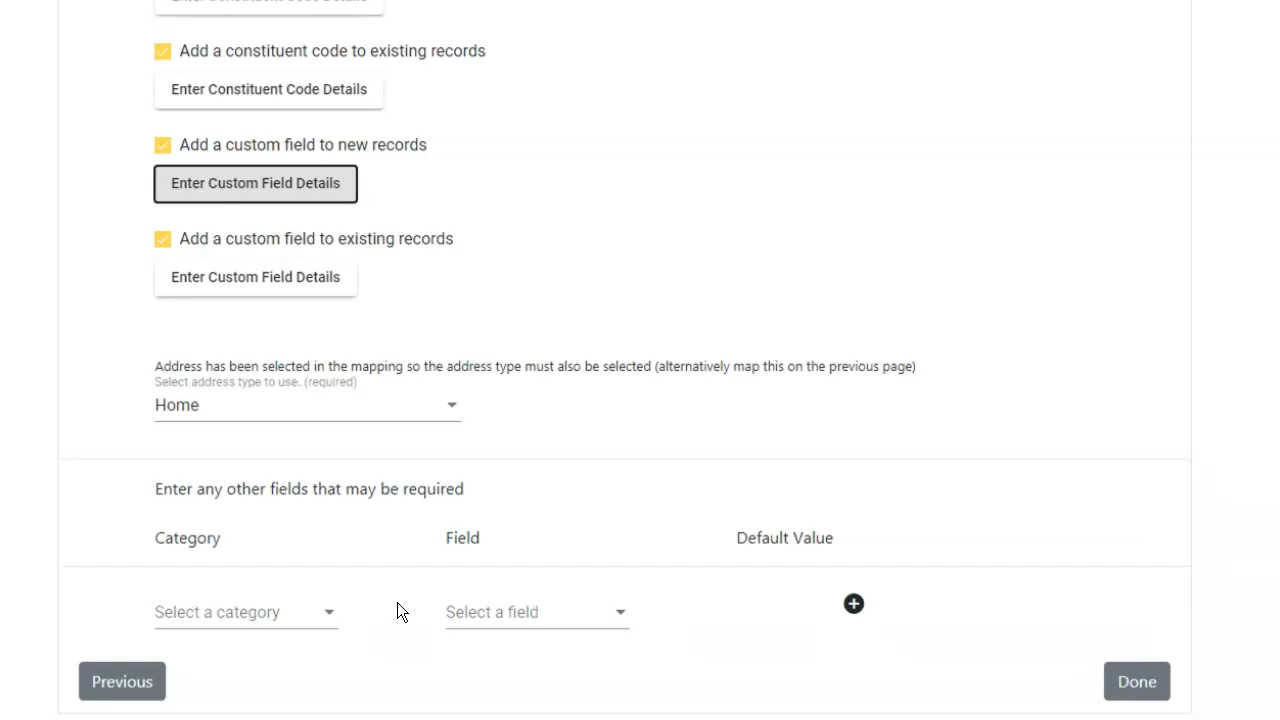 Enter Constituent Code Details
Add a constituent code to existing records
Enter Constituent Code Details
Add a custom field to new records
Enter Custom Field Details
Add a custom field to existing records
Enter Custom Field Details
Address has been selected in the mapping so the address type must also be selected (alternatively map this on the previous page)
Select address type to use. (required)
Home
Enter any other fields that may be required
Category Field Default Value
Select a category Select a field
Previous Done